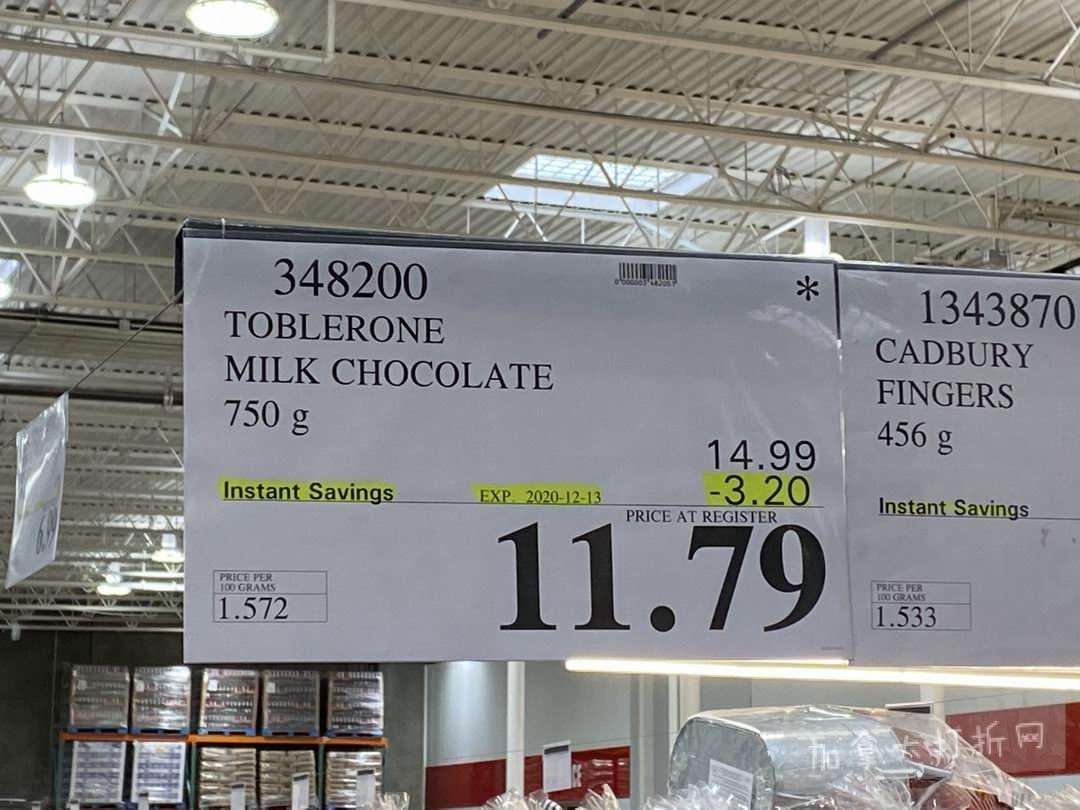 348200
*
TOBLERONE
MILK CHOCOLATE
750 g
14.99
Instant Savings EXP. 2020-12-13 -3.20
PRICE AT REGISTER
11.79
PRICE PER
100 GRAMS
1.572
1343870
CADBURY
FINGERS
456 g
Instant Savings
PRICE PER
100 GRAMS
1.533
加拿大打折网